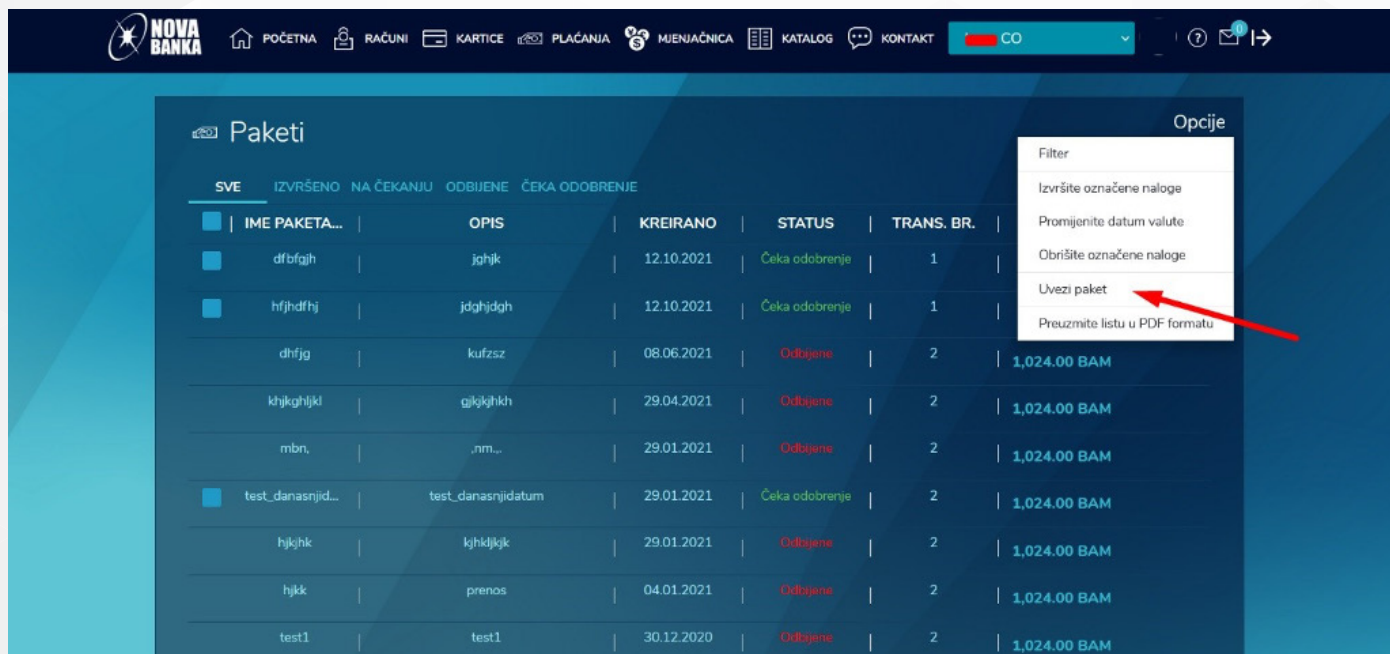 NOVA BANKA POČETNA RAČUNI KARTICE PLAĆANJA MJENJAČNICA KATALOG KONTAKT CO 0
Paketi
Opcije
Filter
Izvršite označene naloge
Promijenite datum valute
Obrišite označene naloge
Uvezi paket
Preuzmite listu u PDF formatu
SVE IZVRŠENO NA ČEKANJU ODBIJENE ČEKA ODOBRENJE
IME PAKETA... OPIS KREIRANO STATUS TRANS. BR.
dfbfgjh jghjk 12.10.2021 Čeka odobrenje 1
hfjhdfhj jdghjdgh 12.10.2021 Čeka odobrenje 1
dhfjg kufzsz 08.06.2021 Odbijene 2 1,024.00 BAM
khjkghljkl gjkjkjhkh 29.04.2021 Odbijene 2 1,024.00 BAM
mbn, ,nm.,. 29.01.2021 Odbijene 2 1,024.00 BAM
test_danasnjid... test_danasnjidatum 29.01.2021 Čeka odobrenje 2 1,024.00 BAM
hjkjhk kjhkljkjk 29.01.2021 Odbijene 2 1,024.00 BAM
hjkk prenos 04.01.2021 Odbijene 2 1,024.00 BAM
test1 test1 30.12.2020 Odbijene 2 1,024.00 BAM